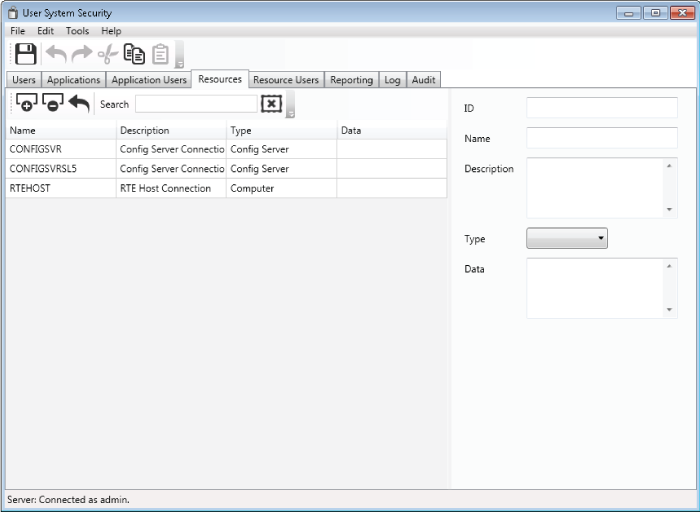 User System Security
File Edit Tools Help
Users Applications Application Users Resources Resource Users Reporting Log Audit
Search
Name Description Type Data
CONFIGSVR Config Server Connectio Config Server
CONFIGSVRSL5 Config Server Connectio Config Server
RTEHOST RTE Host Connection Computer
ID
Name
Description
Type
Data
Server: Connected as admin.